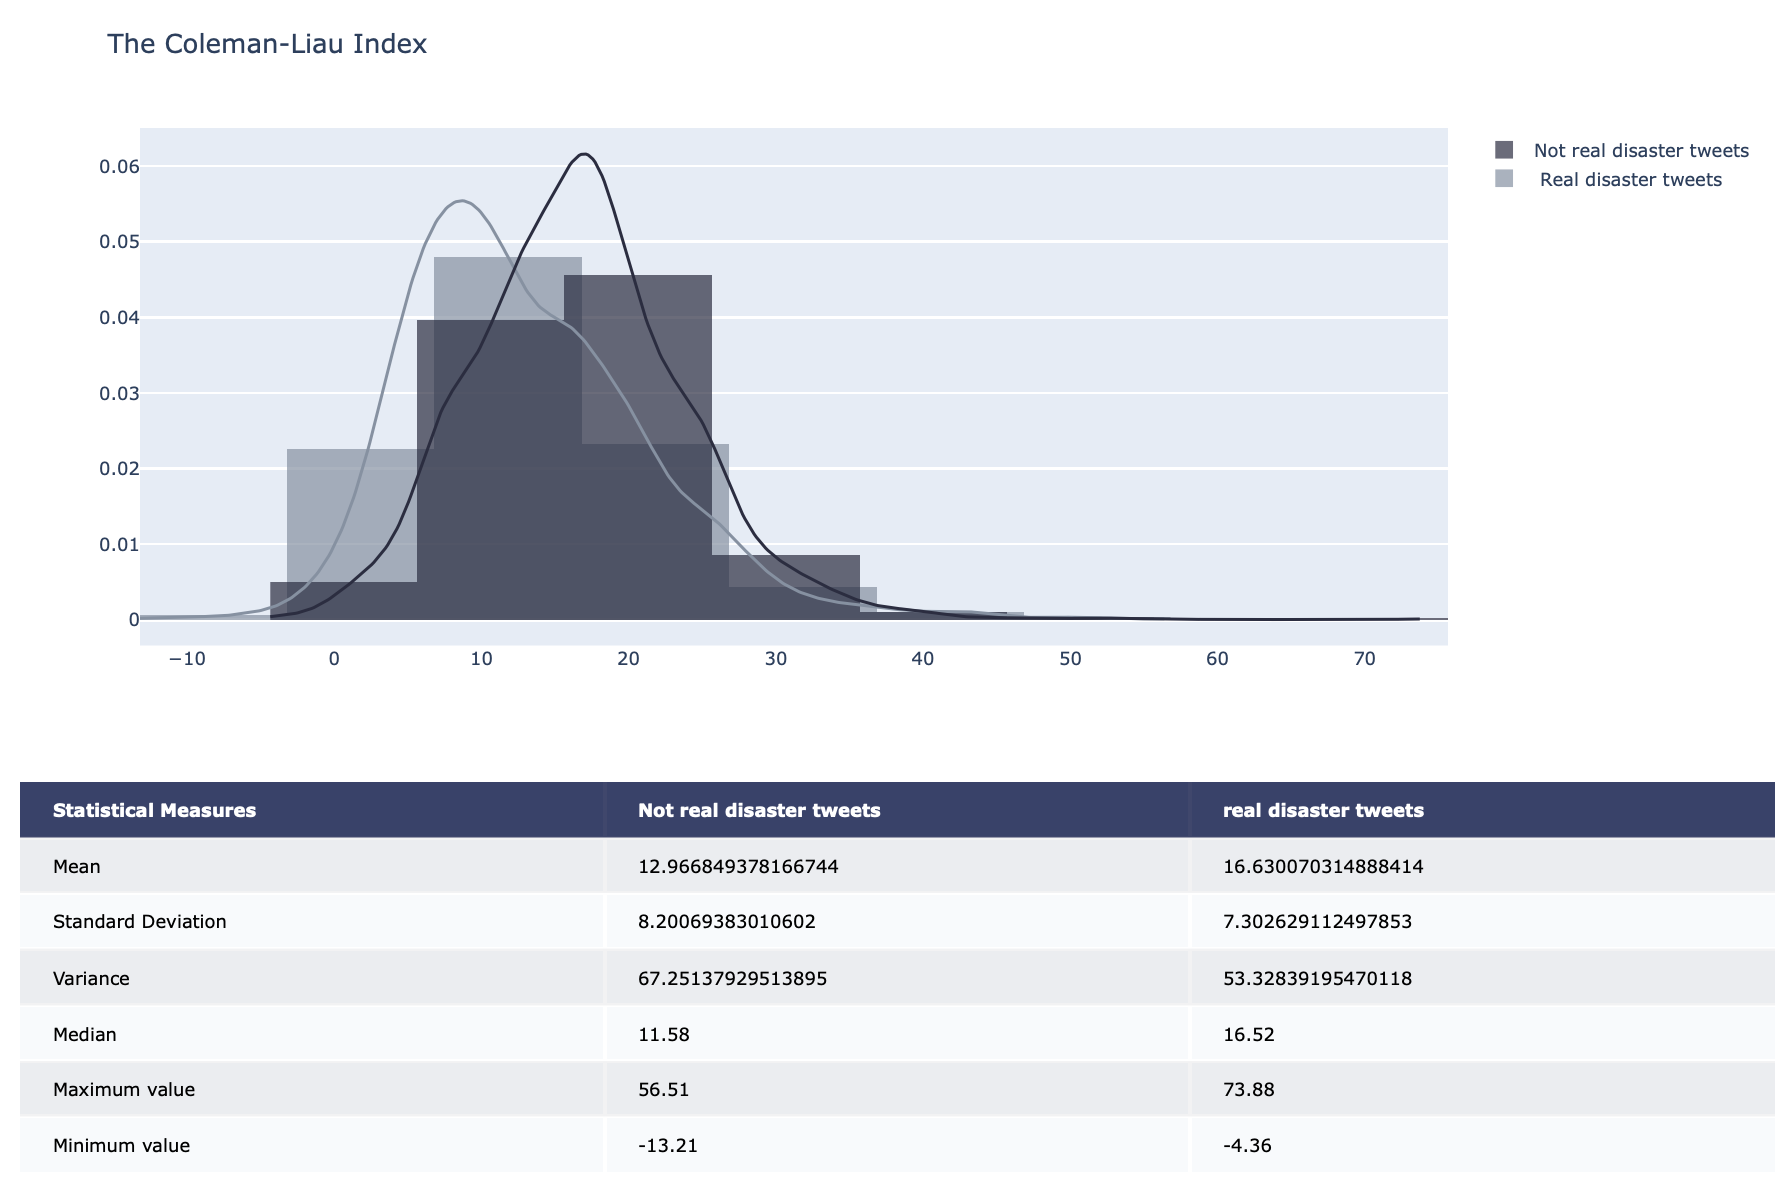 The Coleman-Liau Index
Not real disaster tweets
Real disaster tweets
0.06
0.05
0.04
0.03
0.02
0.01
0
−10 0 10 20 30 40 50 60 70
Statistical Measures Not real disaster tweets real disaster tweets
Mean 12.966849378166744 16.630070314888414
Standard Deviation 8.20069383010602 7.302629112497853
Variance 67.25137929513895 53.32839195470118
Median 11.58 16.52
Maximum value 56.51 73.88
Minimum value -13.21 -4.36